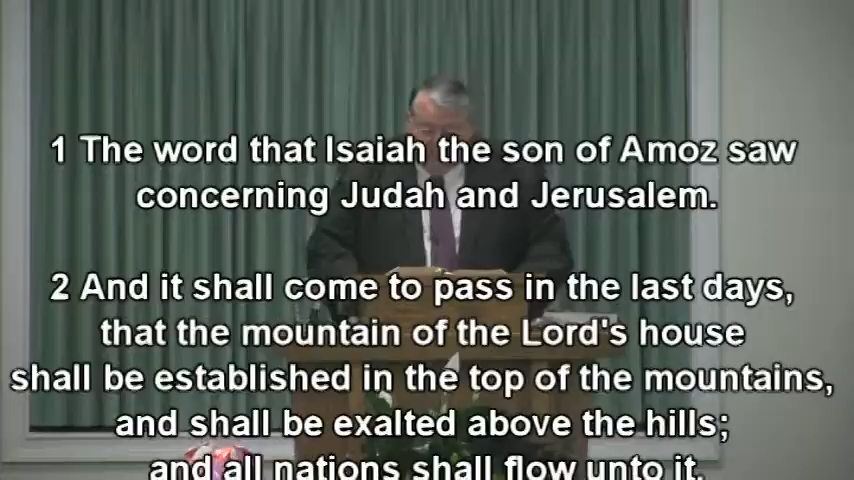 1 The word that Isaiah the son of Amoz saw
concerning Judah and Jerusalem.
2 And it shall come to pass in the last days,
that the mountain of the Lord's house
shall be established in the top of the mountains,
and shall be exalted above the hills;
and all nations shall flow unto it.